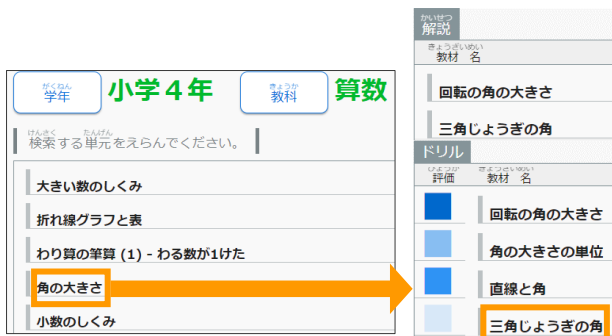 がくねん
学年
小学4年
きょうか
教科
算数
けんさく たんげん
検索する単元をえらんでください。
大きい数のしくみ
折れ線グラフと表
わり算の筆算 (1) - わる数が1けた
角の大きさ
小数のしくみ
かいせつ
解説
きょうざいめい
教材 名
回転の角の大きさ
三角じょうぎの角
ドリル
ひょうか きょうざいめい
評価 教材 名
回転の角の大きさ
角の大きさの単位
直線と角
三角じょうぎの角